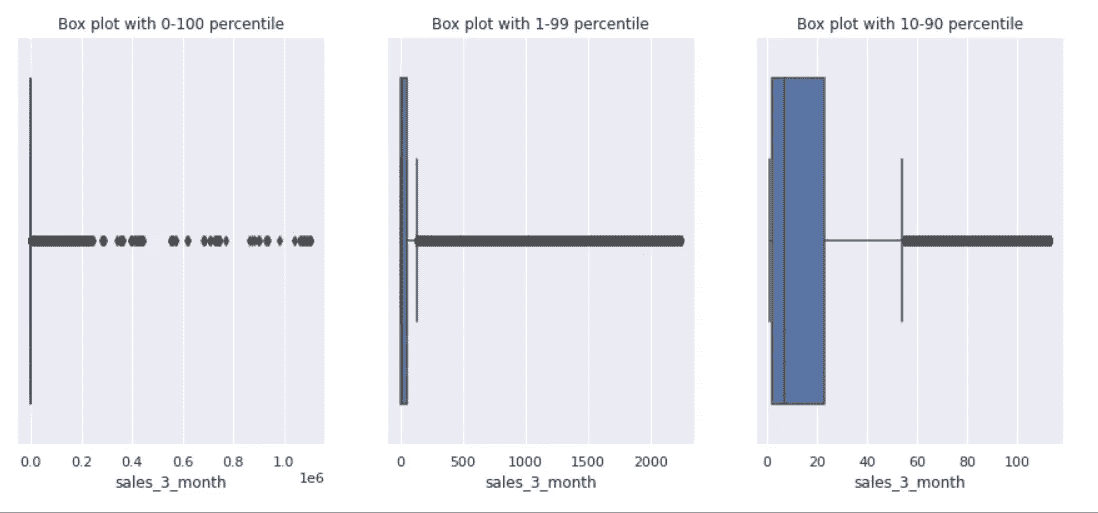 Box plot with 0-100 percentile
Box plot with 1-99 percentile
Box plot with 10-90 percentile
0.0 0.2 0.4 0.6 0.8 1.0
1e6
sales_3_month
0 500 1000 1500 2000
sales_3_month
0 20 40 60 80 100
sales_3_month